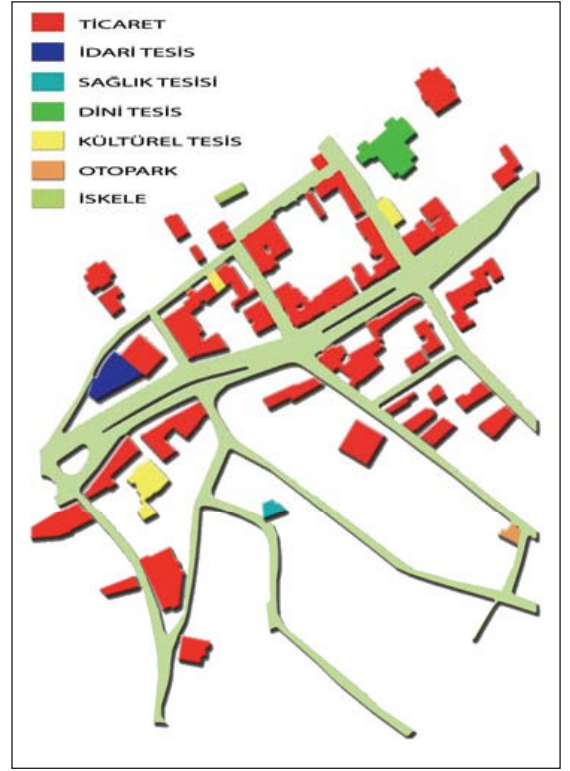 TİCARET
İDARİ TESİS
SAĞLIK TESİSİ
DİNİ TESİS
KÜLTÜREL TESİS
OTOPARK
İSKELE